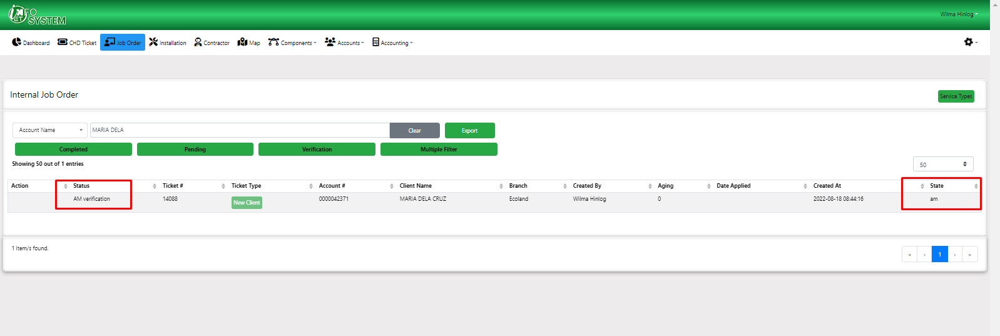 iNFO
NET SYSTEM
Wilma Hinlog
Dashboard CHD Ticket Job Order Installation Contractor Map Components Accounts Accounting
Internal Job Order
Service Types
Account Name MARIA DELA Clear Export
Completed Pending Verification Multiple Filter
Showing 50 out of 1 entries
50
Action Status Ticket # Ticket Type Account # Client Name Branch Created By Aging Date Applied Created At State
AM verification 14088 New Client 0000042371 MARIA DELA CRUZ Ecoland Wilma Hinlog 0 2022-08-18 08:44:16 am
1 item/s found.
« ‹ 1 › »